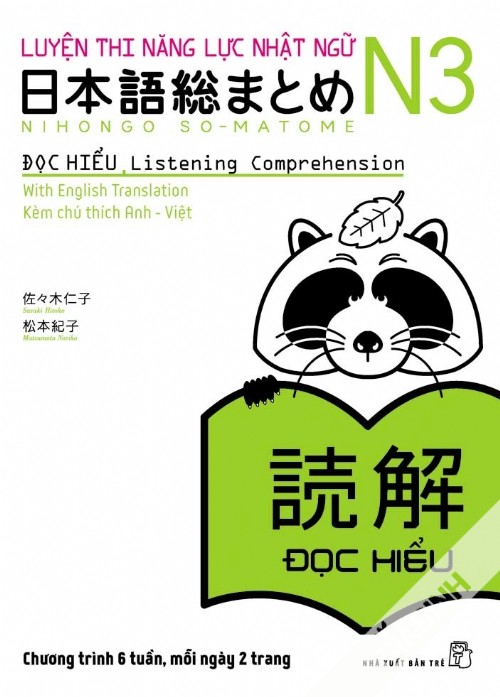 LUYỆN THI NĂNG LỰC NHẬT NGỮ
日本語総まとめ N3
NIHONGO SO-MATOME
ĐỌC HIỂU Listening Comprehension
With English Translation
Kèm chú thích Anh - Việt
佐々木仁子
Sasaki Hitoko
松本紀子
Matsumoto Noriko
読解
ĐỌC HIỂU
Chương trình 6 tuần, mỗi ngày 2 trang
NHÀ XUẤT BẢN TRẺ